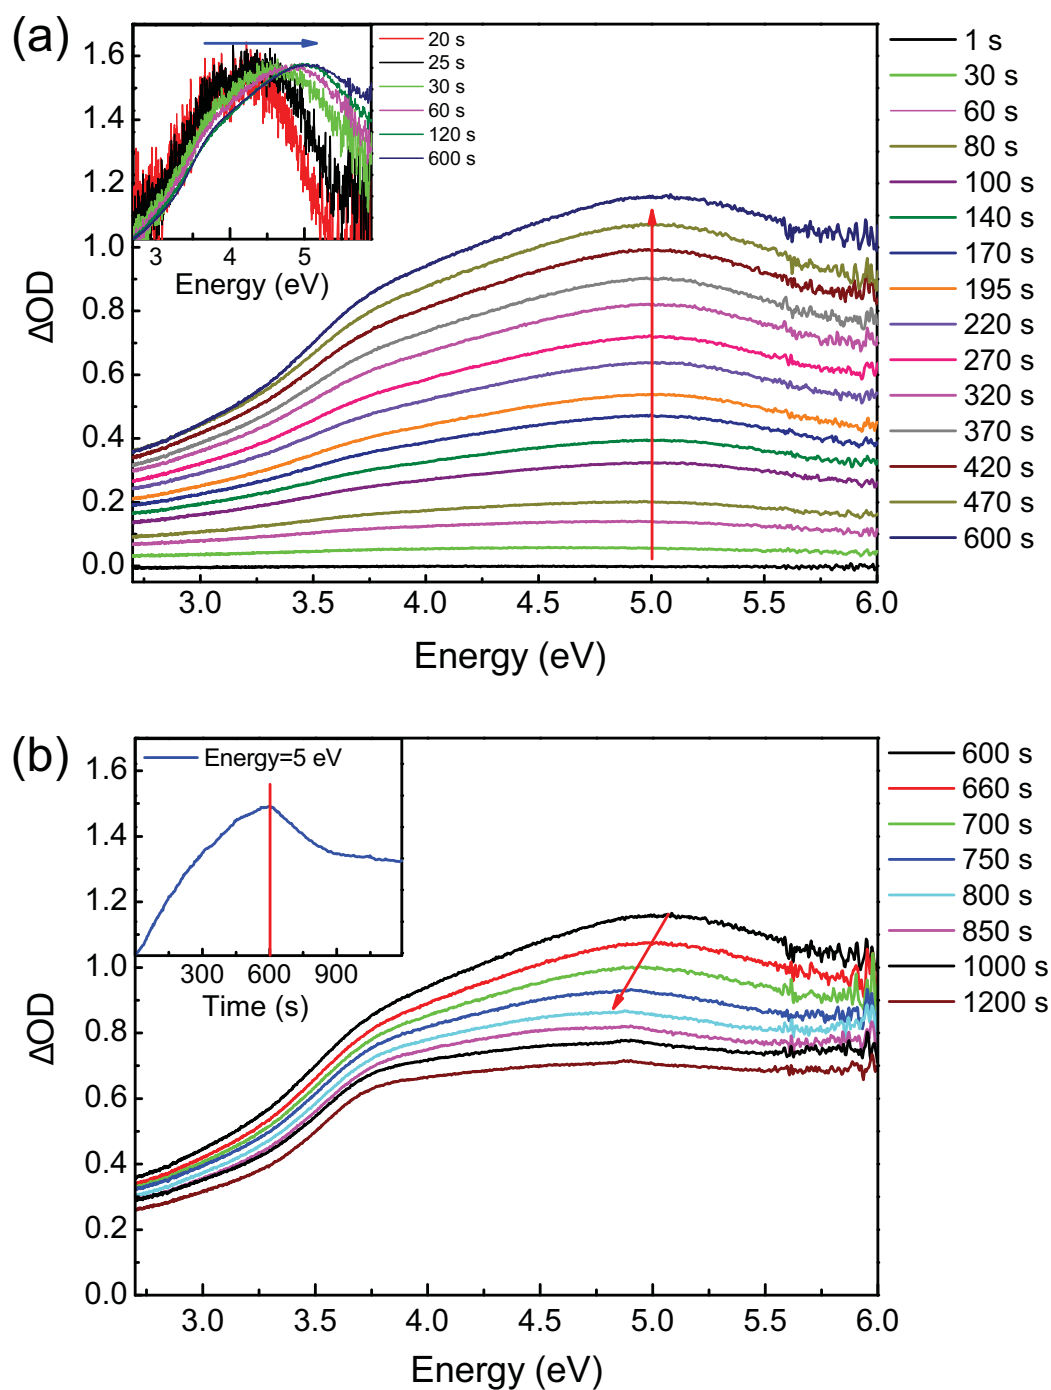 (a)
1.6
1.4
1.2
1.0
0.8
0.6
0.4
0.2
0.0
ΔOD
3.0 3.5 4.0 4.5 5.0 5.5 6.0
Energy (eV)
3 4 5
Energy (eV)
20 s
25 s
30 s
60 s
120 s
600 s
1 s
30 s
60 s
80 s
100 s
140 s
170 s
195 s
220 s
270 s
320 s
370 s
420 s
470 s
600 s
(b)
1.6
1.4
1.2
1.0
0.8
0.6
0.4
0.2
0.0
ΔOD
3.0 3.5 4.0 4.5 5.0 5.5 6.0
Energy (eV)
Energy=5 eV
300 600 900
Time (s)
600 s
660 s
700 s
750 s
800 s
850 s
1000 s
1200 s